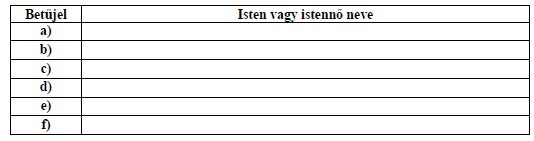 Betűjel Isten vagy istennő neve
a)
b)
c)
d)
e)
f)